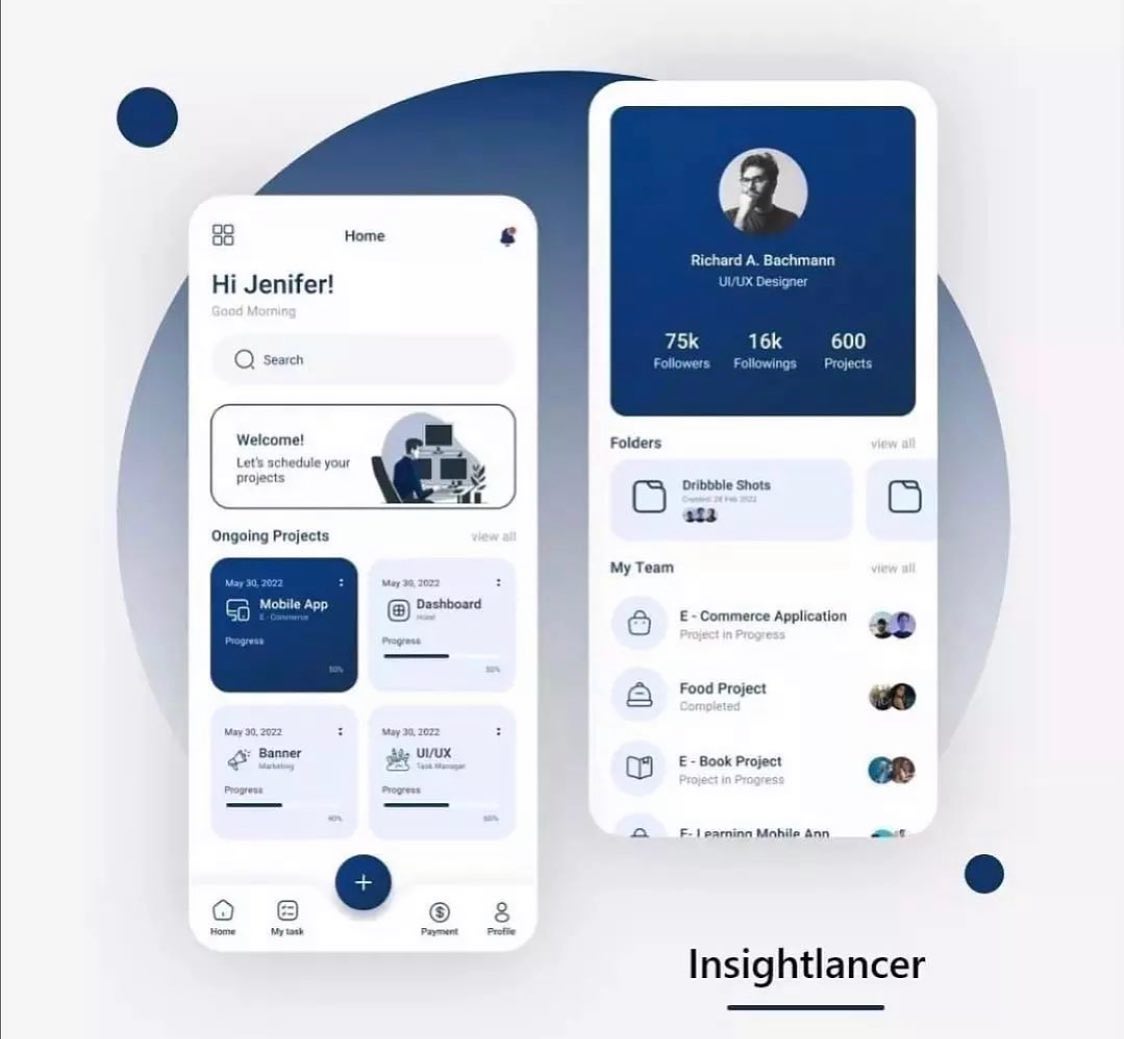 Home
Hi Jenifer!
Good Morning
Search
Welcome!
Let's schedule your
projects
Ongoing Projects
view all
May 30, 2022
Mobile App
E - Commerce
Progress
50%
May 30, 2022
Dashboard
Hotel
Progress
50%
May 30, 2022
Banner
Marketing
Progress
40%
May 30, 2022
UI/UX
Task Manager
Progress
Home
My task
Payment
Profile
Richard A. Bachmann
UI/UX Designer
75k
Followers
16k
Followings
600
Projects
Folders
view all
Dribbble Shots
Created: 28 Feb 2022
My Team
view all
E - Commerce Application
Project in Progress
Food Project
Completed
E - Book Project
Project in Progress
E- Learning Mobile App
Insightlancer